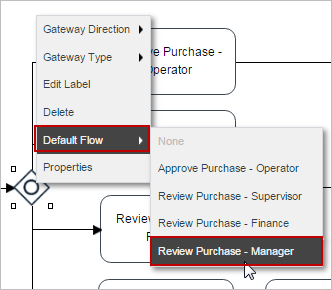 Gateway Direction
ve Purchase -
Operator
Gateway Type
Edit Label
Delete
Default Flow
None
Properties
Approve Purchase - Operator
Review Purchase - Supervisor
Review Purchase - Finance
Review Purchase - Manager
Review